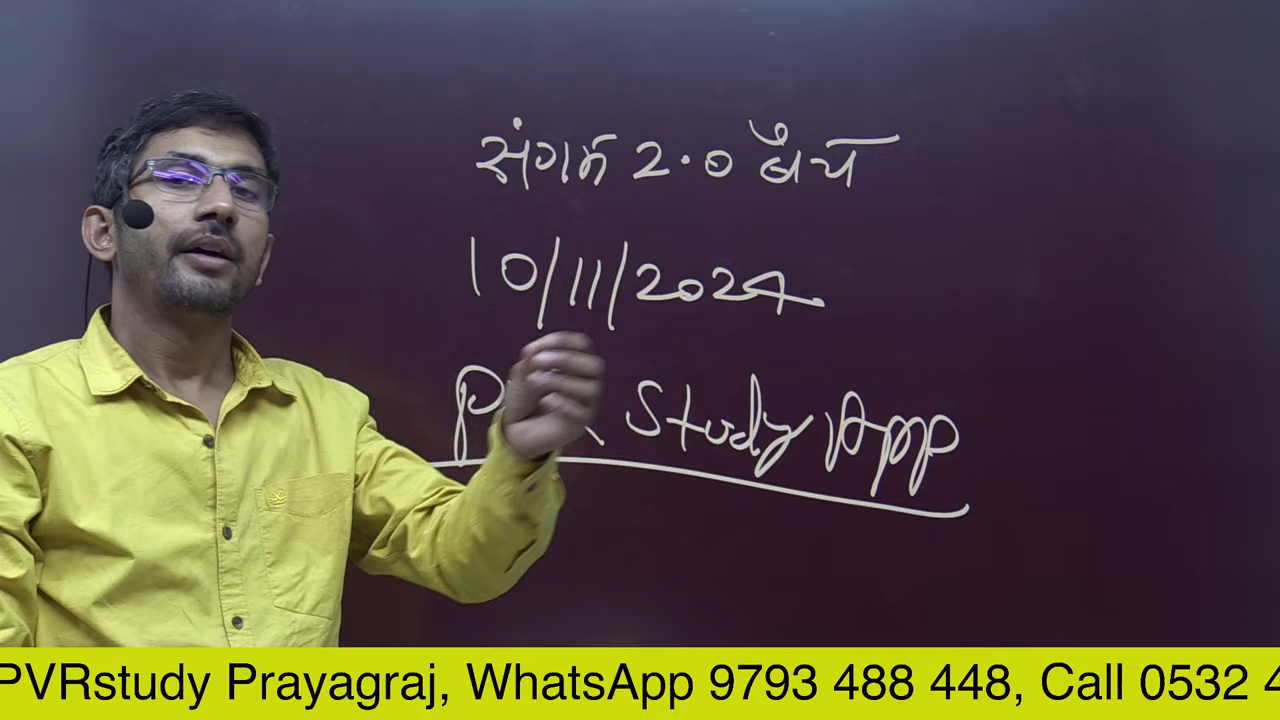 संगम 2.0 बैच
10/11/2024
Study App
PVRstudy Prayagraj, WhatsApp 9793 488 448, Call 0532 4